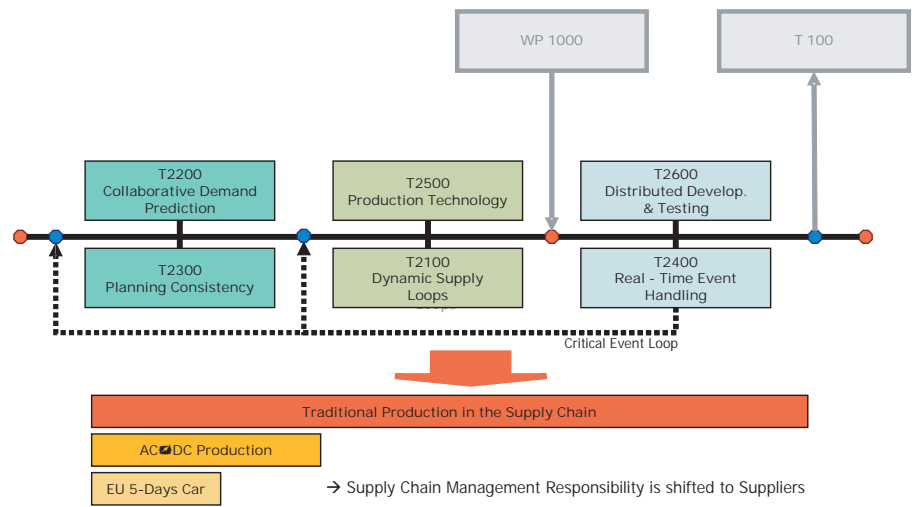 WP 1000
T 100
T2200
Collaborative Demand
Prediction
T2500
Production Technology
T2600
Distributed Develop.
& Testing
T2300
Planning Consistency
T2100
Dynamic Supply
Loops
T2400
Real - Time Event
Handling
Critical Event Loop
Traditional Production in the Supply Chain
AC DC Production
EU 5-Days Car
→ Supply Chain Management Responsibility is shifted to Suppliers